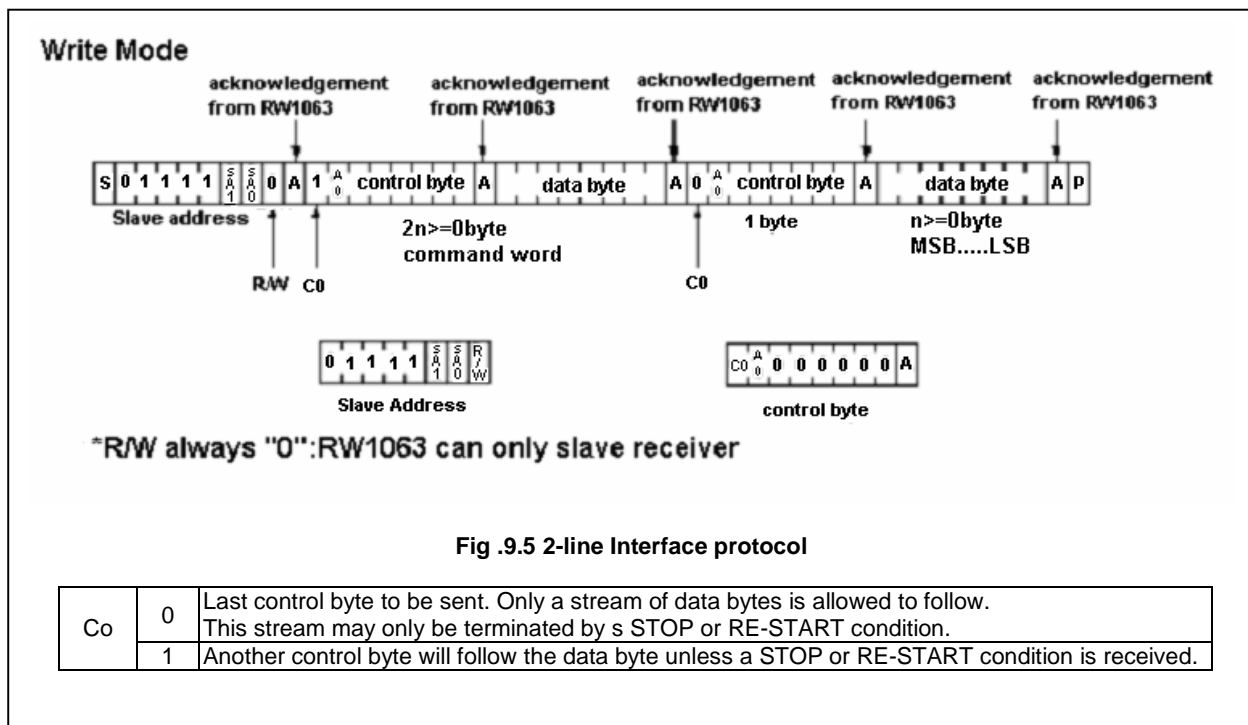 Write Mode
acknowledgement acknowledgement acknowledgement acknowledgement acknowledgement
from RW1063 from RW1063 from RW1063 from RW1063 from RW1063
S 0 1 1 1 1 SA1 SA0 0 A 1 A0 control byte A data byte A 0 A0 control byte A data byte A P
Slave address 2n>=0byte 1 byte n>=0byte
command word MSB.....LSB
R/W C0 C0
0 1 1 1 1 SA1 SA0 R/W C0 A0 0 0 0 0 0 0 A
Slave Address control byte
*R/W always "0":RW1063 can only slave receiver
Fig .9.5 2-line Interface protocol
Co 0 Last control byte to be sent. Only a stream of data bytes is allowed to follow.
This stream may only be terminated by s STOP or RE-START condition.
1 Another control byte will follow the data byte unless a STOP or RE-START condition is received.